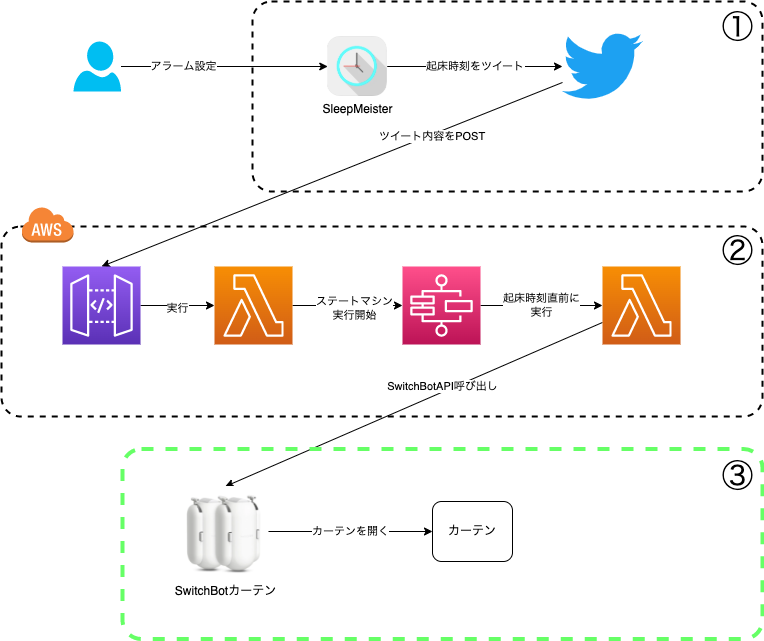 ①
アラーム設定
起床時刻をツイート
SleepMeister
ツイート内容をPOST
AWS
②
</>
実行
ステートマシン
実行開始
起床時刻直前に
実行
SwitchBotAPI呼び出し
③
カーテンを開く
カーテン
SwitchBotカーテン